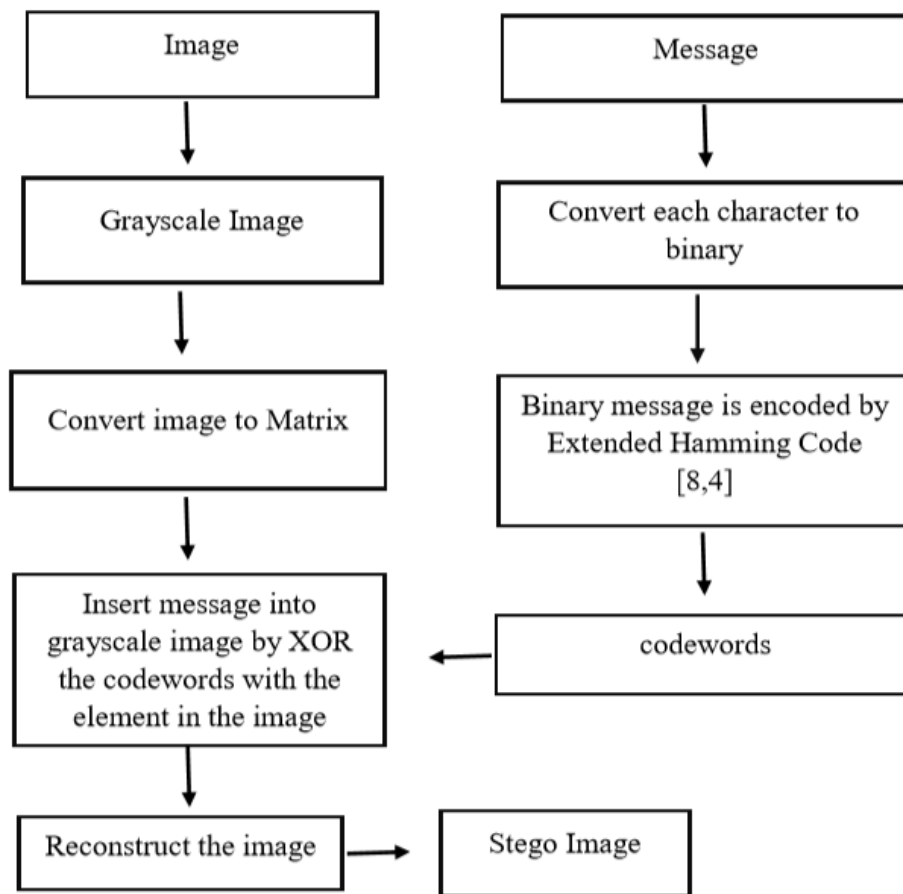 Image
Message
Grayscale Image
Convert each character to
binary
Convert image to Matrix
Binary message is encoded by
Extended Hamming Code
[8,4]
Insert message into
grayscale image by XOR
the codewords with the
element in the image
codewords
Reconstruct the image
Stego Image